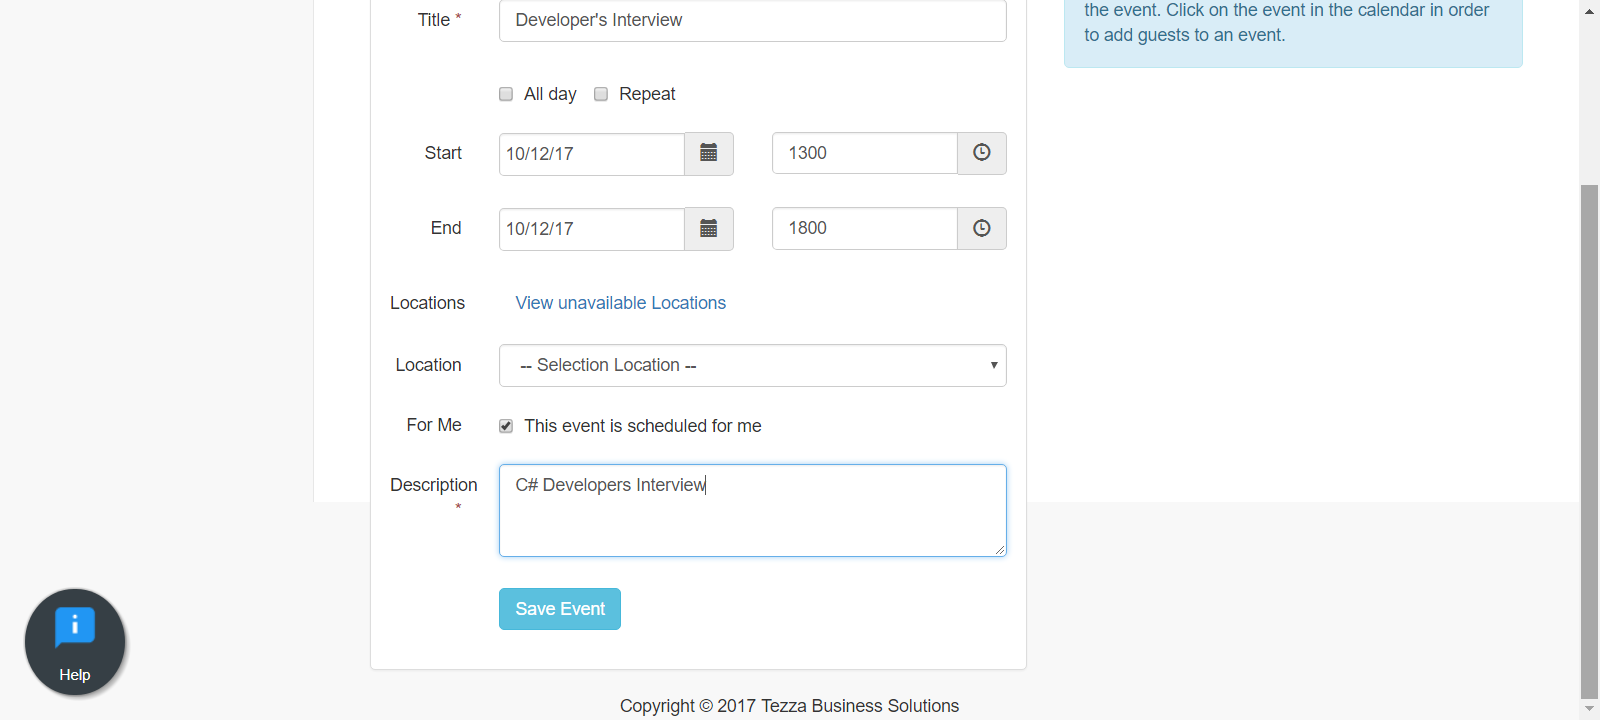 Title *
Developer's Interview
the event. Click on the event in the calendar in order
to add guests to an event.
All day
Repeat
Start
10/12/17
1300
End
10/12/17
1800
Locations
View unavailable Locations
Location
-- Selection Location --
For Me
This event is scheduled for me
Description
*
C# Developers Interview
Save Event
Help
Copyright © 2017 Tezza Business Solutions